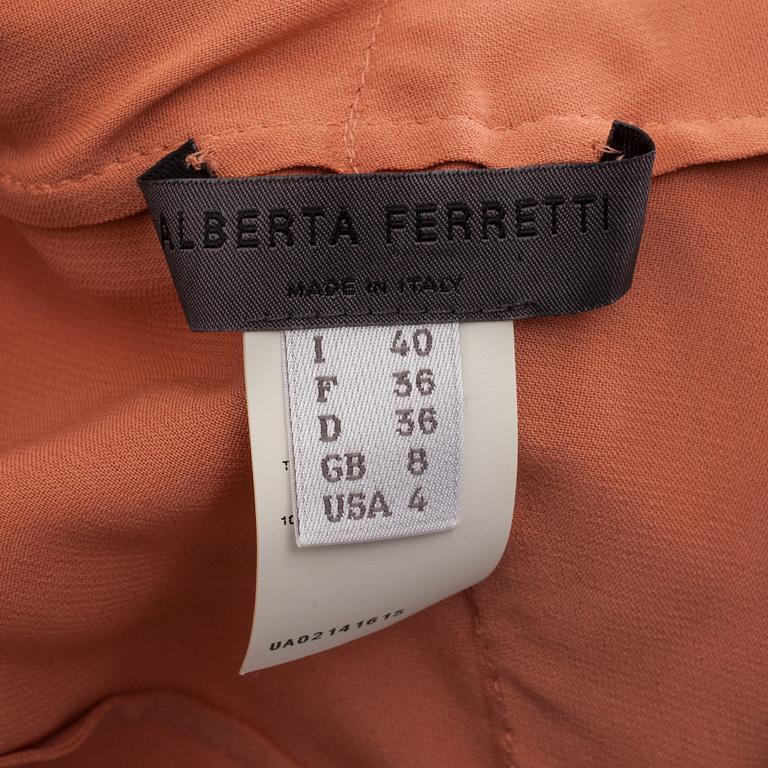 ALBERTA FERRETTI
MADE IN ITALY
I 40
F 36
D 36
GB 8
USA 4
UA02141615